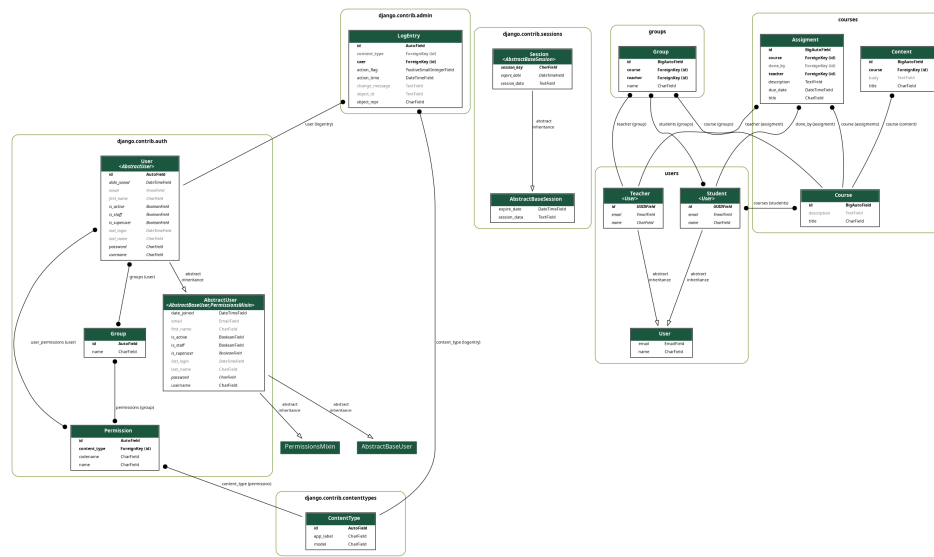 django.contrib.admin
LogEntry
id AutoField
content_type ForeignKey (id)
user ForeignKey (id)
action_flag PositiveSmallIntegerField
action_time DateTimeField
change_message TextField
object_id TextField
object_repr CharField
django.contrib.sessions
Session
<AbstractBaseSession>
session_key CharField
expire_date DateTimeField
session_data TextField
abstract
inheritance
AbstractBaseSession
expire_date DateTimeField
session_data TextField
groups
Group
id BigAutoField
course ForeignKey (id)
teacher ForeignKey (id)
name CharField
courses
Assigment
id BigAutoField
course ForeignKey (id)
done_by ForeignKey (id)
teacher ForeignKey (id)
description TextField
due_date DateTimeField
title CharField
Content
id
course
body TextField
title CharField
teacher (group)
students (groups)
course (groups)
teacher (assigment)
done_by (assigment)
course (assigments)
course (content)
user (logentry)
django.contrib.auth
User
<AbstractUser>
id AutoField
date_joined DateTimeField
email EmailField
first_name CharField
is_active BooleanField
is_staff BooleanField
is_superuser BooleanField
last_login DateTimeField
last_name CharField
password CharField
username CharField
users
Teacher
<User>
id UUIDField
email EmailField
name CharField
Student
<User>
id UUIDField
email EmailField
name CharField
courses (students)
Course
id BigAutoField
description TextField
title CharField
abstract
inheritance
abstract
inheritance
User
email EmailField
name CharField
groups (user)
abstract
inheritance
AbstractUser
<AbstractBaseUser,PermissionsMixin>
date_joined DateTimeField
email EmailField
first_name CharField
is_active BooleanField
is_staff BooleanField
is_superuser BooleanField
last_login DateTimeField
last_name CharField
password CharField
username CharField
Group
id AutoField
name CharField
user_permissions (user)
content_type (logentry)
permissions (group)
abstract
inheritance
abstract
inheritance
Permission
id AutoField
content_type ForeignKey (id)
codename CharField
name CharField
PermissionsMixin
AbstractBaseUser
content_type (permission)
django.contrib.contenttypes
ContentType
id AutoField
app_label CharField
model CharField